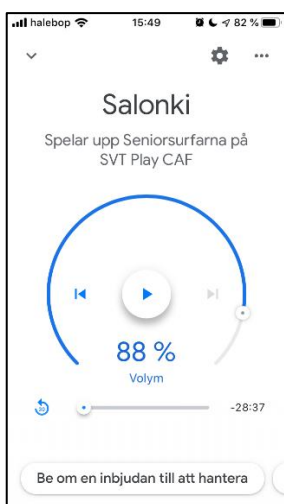 halebop 15:49 82 %
Salonki
Spelar upp Seniorsurfarna på
SVT Play CAF
88 %
Volym
20 -28:37
Be om en inbjudan till att hantera